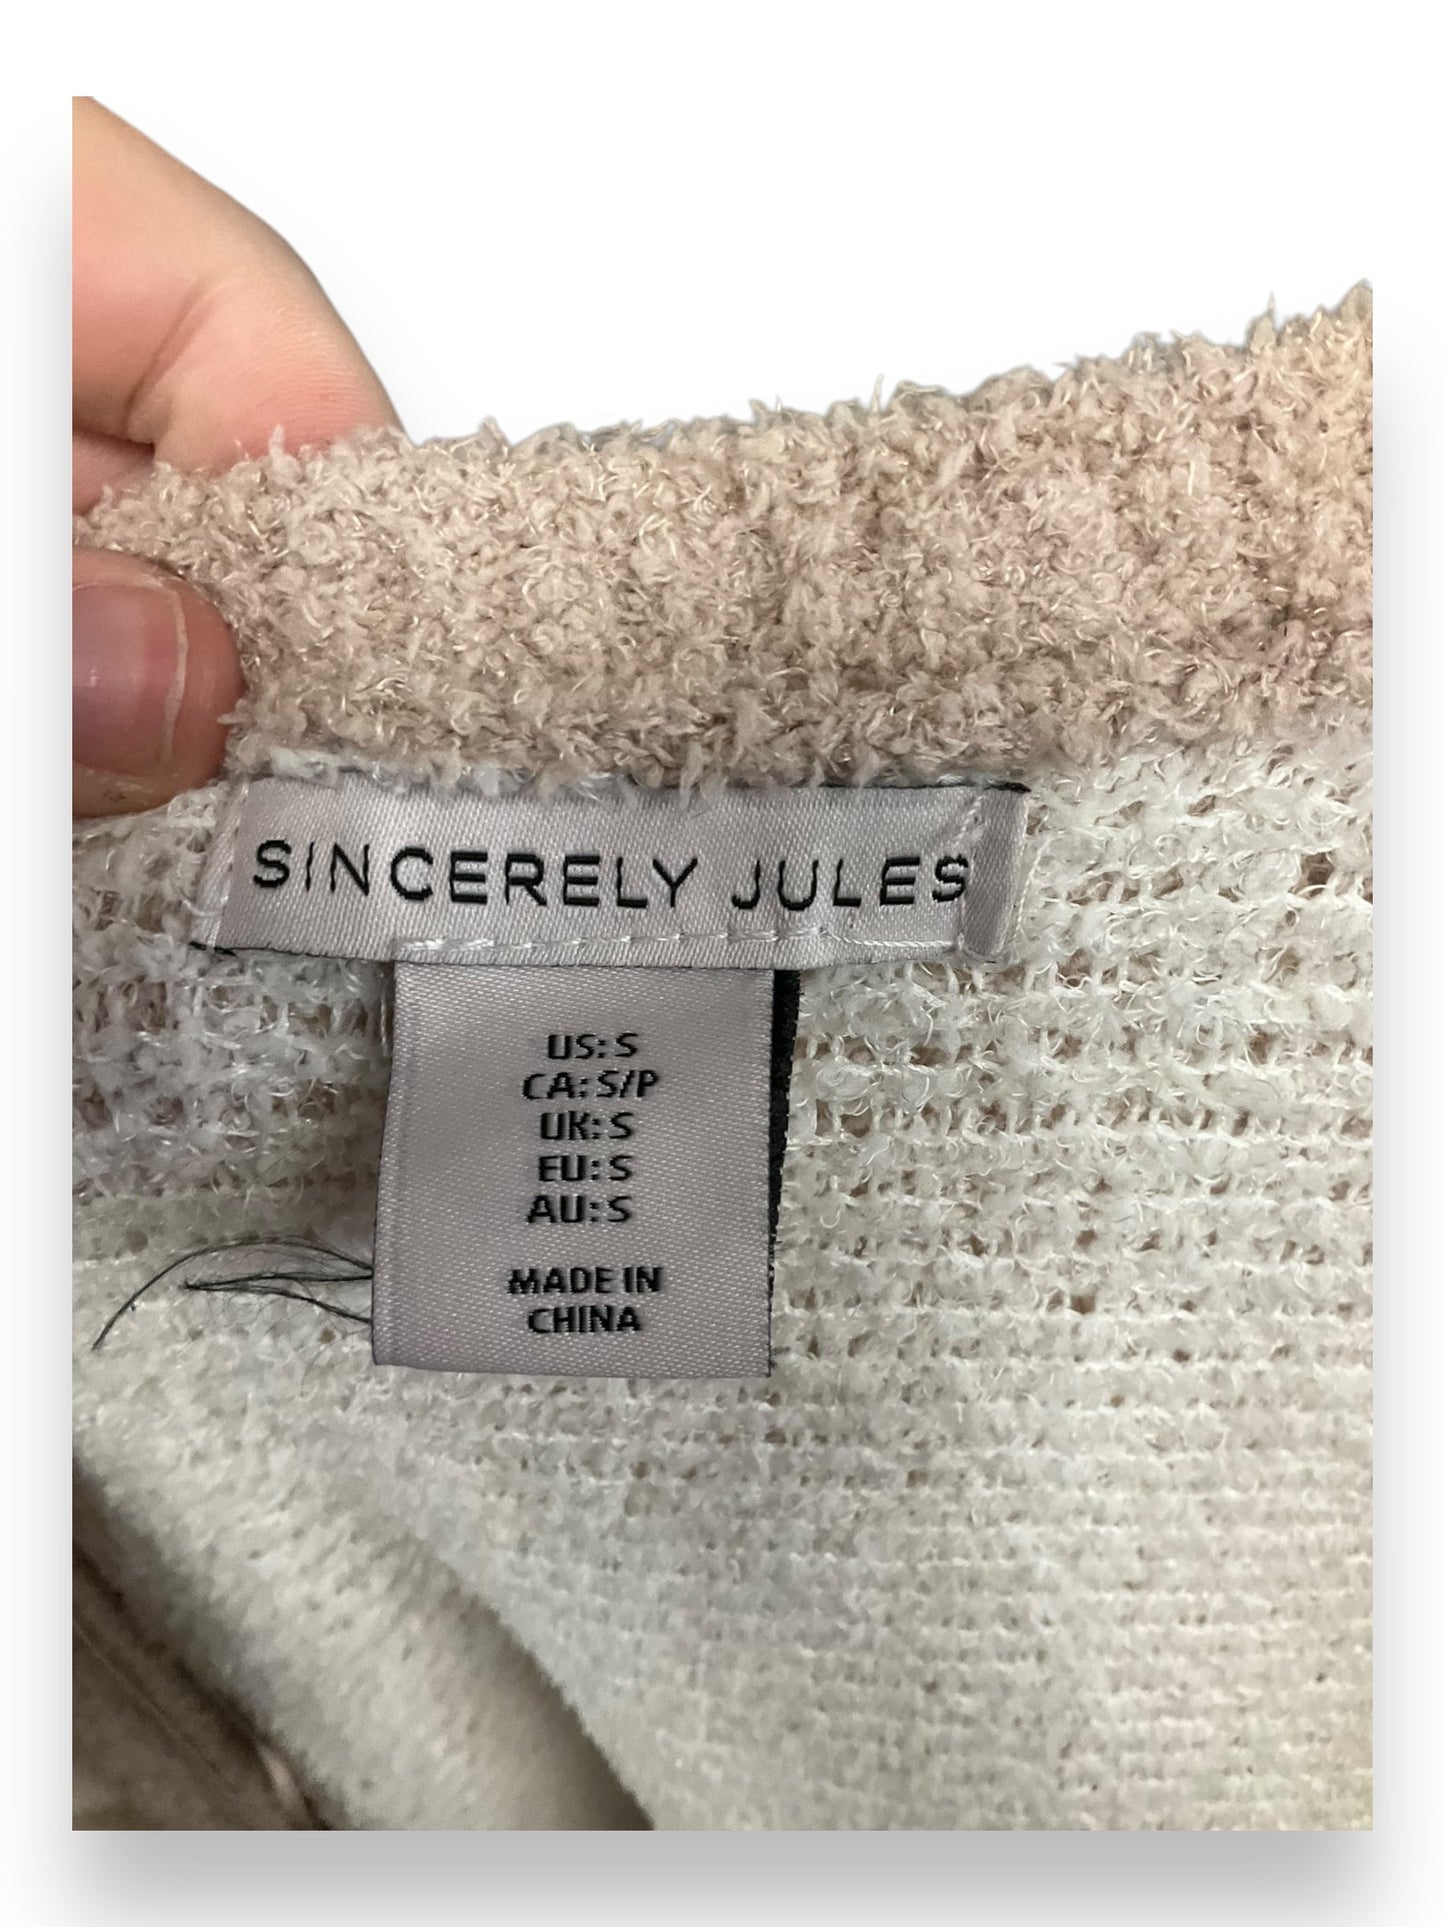 SINCERELY JULES
US: S
CA: S/P
UK: S
EU: S
AU: S
MADE IN
CHINA